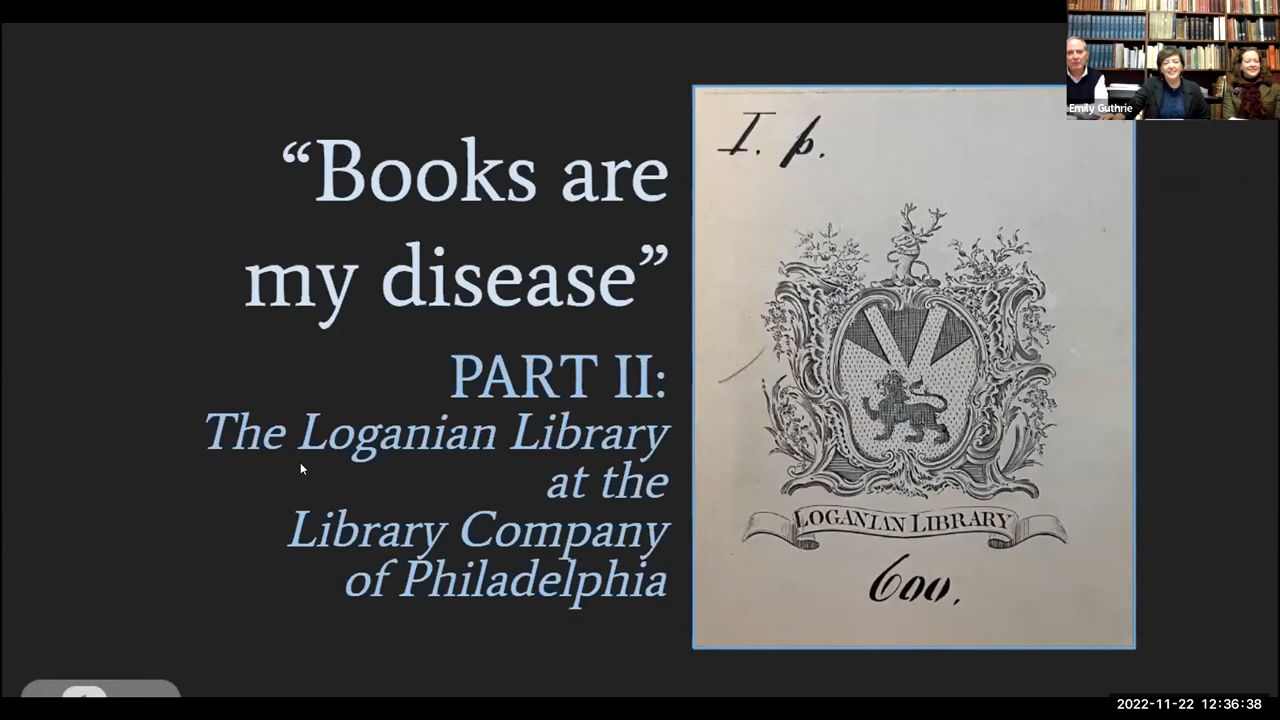 “Books are
my disease”
PART II:
The Loganian Library
at the
Library Company
of Philadelphia
I. p.
LOGANIAN LIBRARY
600.
Emily Guthrie
2022-11-22 12:36:38